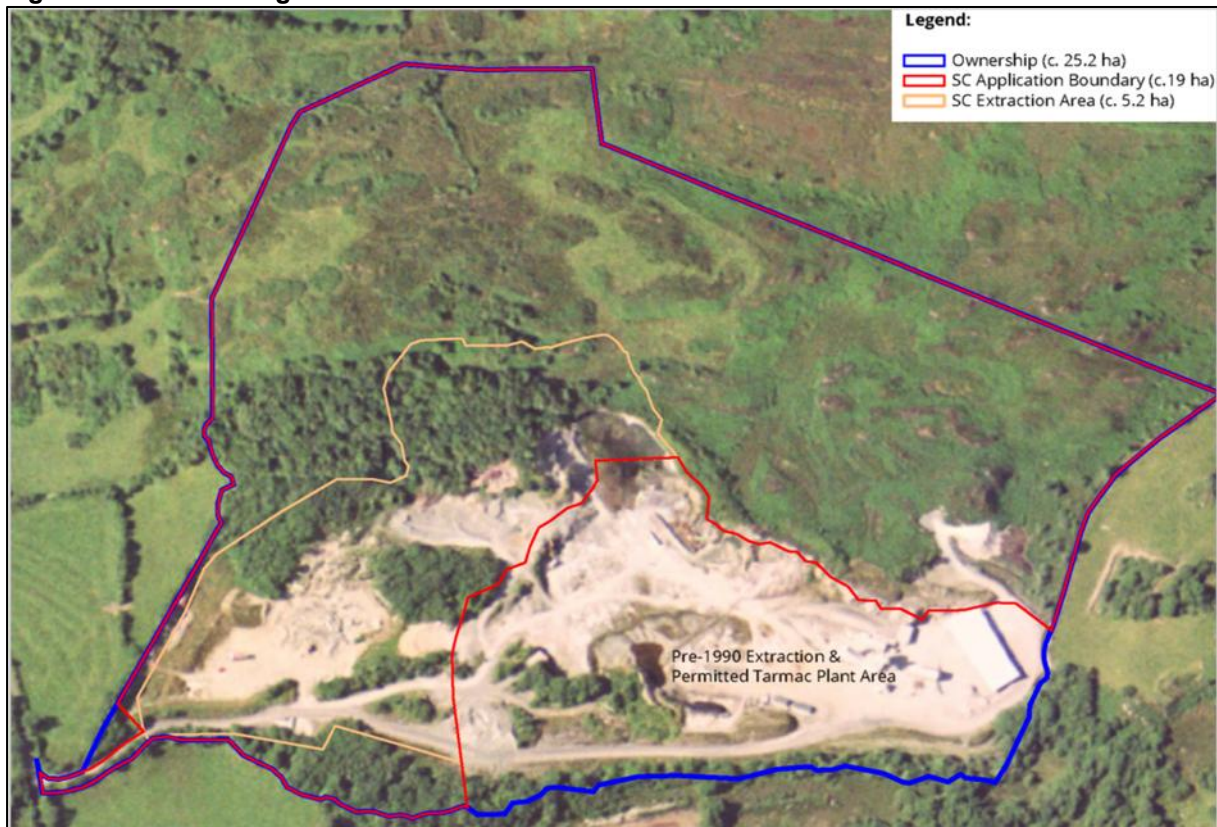 Legend:
Ownership (c. 25.2 ha)
SC Application Boundary (c.19 ha)
SC Extraction Area (c. 5.2 ha)
Pre-1990 Extraction &
Permitted Tarmac Plant Area